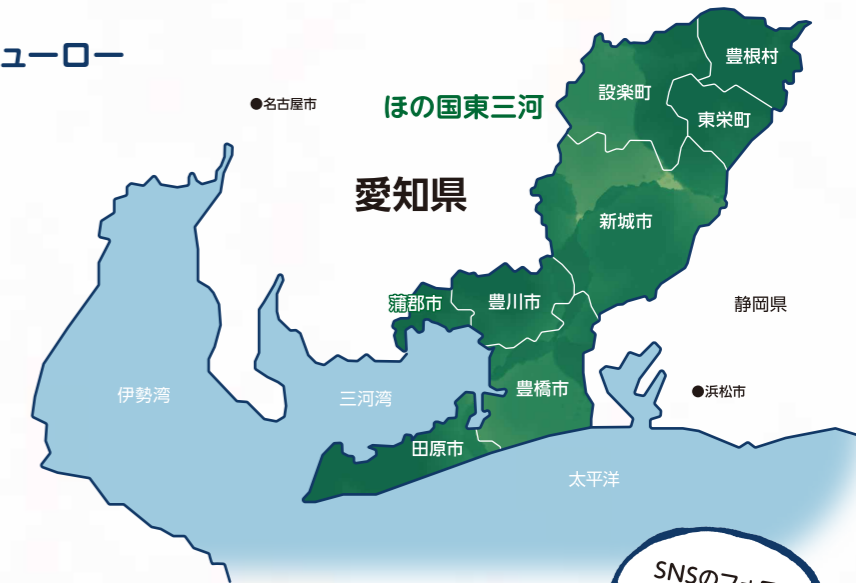 ューロー
●名古屋市
ほの国東三河
愛知県
豊根村
設楽町
東栄町
新城市
蒲郡市
豊川市
静岡県
伊勢湾
三河湾
豊橋市
●浜松市
田原市
太平洋
SNSのフォ